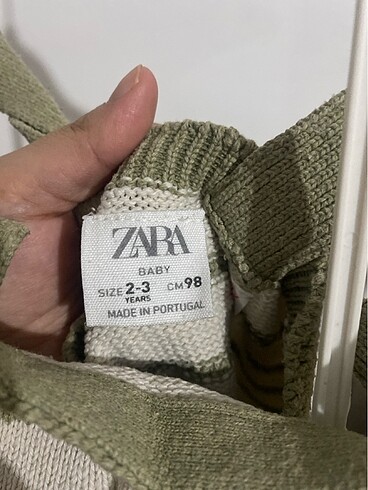 ZARA
BABY
SIZE 2-3 CM 98
YEARS
MADE IN PORTUGAL